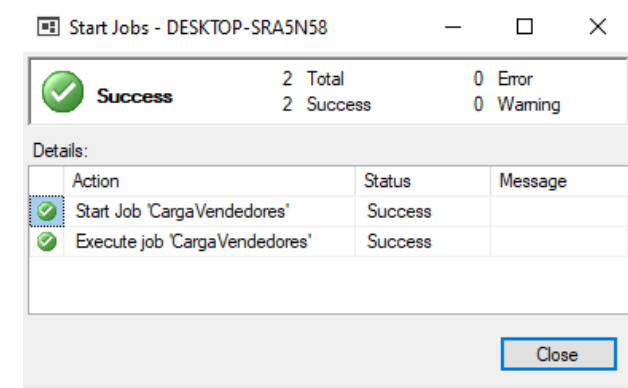 Start Jobs - DESKTOP-SRA5N58
Success 2 Total 0 Error
2 Success 0 Warning
Details:
Action Status Message
Start Job 'CargaVendedores' Success
Execute job 'CargaVendedores' Success
Close